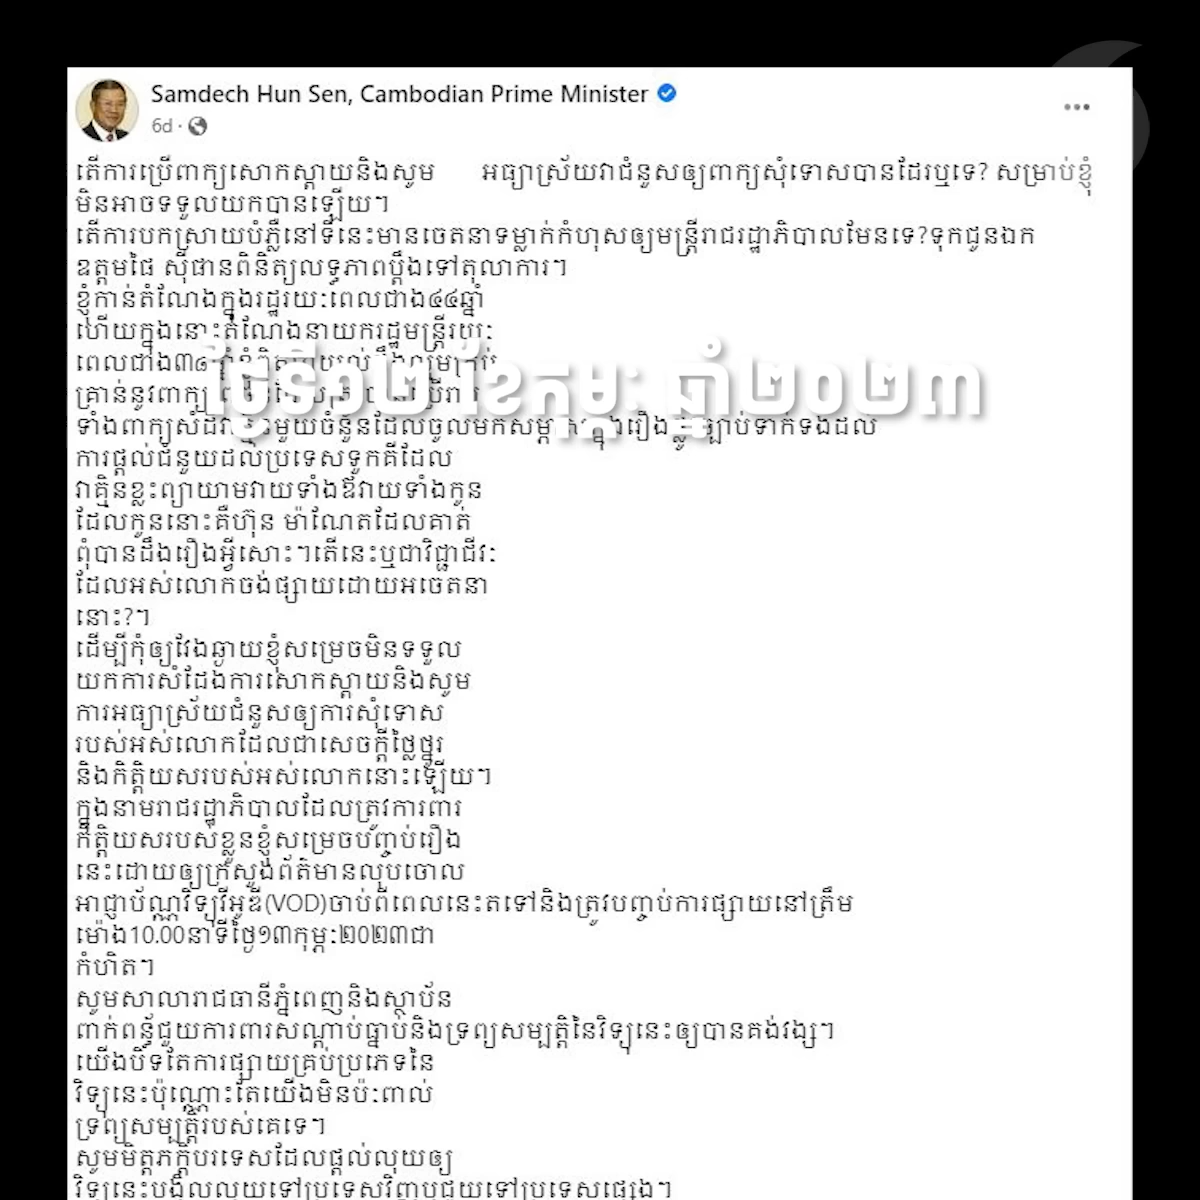 Samdech Hun Sen, Cambodian Prime Minister
6d ·
តើការប្រើពាក្យសោកស្តាយនិងសូម អធ្យាស្រ័យវាជំនួសឲ្យពាក្យសុំទោសបានដែរឬទេ? សម្រាប់ខ្ញុំ
មិនអាចទទួលយកបានឡើយ។
តើការបកស្រាយបំភ្លឺនៅទីនេះមានចេតនាទម្លាក់កំហុសឲ្យមន្ត្រីរាជរដ្ឋាភិបាលមែនទេ?ទុកជូនឯក
ឧត្តមផៃ ស៊ីផានពិនិត្យលទ្ធភាពប្តឹងទៅតុលាការ។
ខ្ញុំកាន់តំណែងក្នុងរដ្ឋរយៈពេលជាង៤៤ឆ្នាំ
ហើយក្នុងនោះតំណែងនាយករដ្ឋមន្ត្រីរយៈ
ពេលជាង៣៨
គ្រាន់នូវពាក្យ
ថ្ងៃទី១២ ខែកុម្ភៈ ឆ្នាំ២០២៣
ការផ្តល់ជំនួយដល់ប្រទេសទួកគីដែល
វាគ្មិនខ្លះព្យាយាមវាយទាំងឪវាយទាំងកូន
ដែលកូននោះគឺហ៊ុន ម៉ាណែតដែលគាត់
ពុំបានដឹងរឿងអ្វីសោះ។តើនេះឬជាវិជ្ជាជីវៈ
ដែលអស់លោកចង់ផ្សាយដោយអចេតនា
នោះ?។
ដើម្បីកុំឲ្យវែងឆ្ងាយខ្ញុំសម្រេចមិនទទួល
យកការសំដែងការសោកស្តាយនិងសូម
ការអធ្យាស្រ័យជំនួសឲ្យការសុំទោស
របស់អស់លោកដែលជាសេចក្តីថ្លៃថ្នូរ
និងកិត្តិយសរបស់អស់លោកនោះឡើយ។
ក្នុងនាមរាជរដ្ឋាភិបាលដែលត្រូវការពារ
កិត្តិយសរបស់ខ្លួនខ្ញុំសម្រេចបញ្ចប់រឿង
នេះដោយឲ្យក្រសួងព័ត៌មានលុបចោល
អាជ្ញាប័ណ្ណវិទ្យុវីអូឌី(VOD)ចាប់ពីពេលនេះតទៅនិងត្រូវបញ្ចប់ការផ្សាយនៅត្រឹម
ម៉ោង10.00នាទីថ្ងៃ១៣កុម្ភៈ២០២៣ជា
កំហិត។
សូមសាលារាជធានីភ្នំពេញនិងស្ថាប័ន
ពាក់ពន្ធ័ជួយការពារសណ្តាប់ធ្នាប់និងទ្រព្យសម្បត្តិនៃវិទ្យុនេះឲ្យបានគង់វង្ស។
យើងបិទតែការផ្សាយគ្រប់ប្រភេទនៃ
វិទ្យុនេះប៉ុណ្ណោះតែយើងមិនប៉ៈពាល់
ទ្រព្យសម្បត្តិរបស់គេទេ។
សូមមិត្តភក្តិបរទេសដែលផ្តល់លុយឲ្យ
វិទ្យុនេះបង្វិលលុយទៅប្រទេសវិញឬជួយទៅប្រទេសផ្សេង។